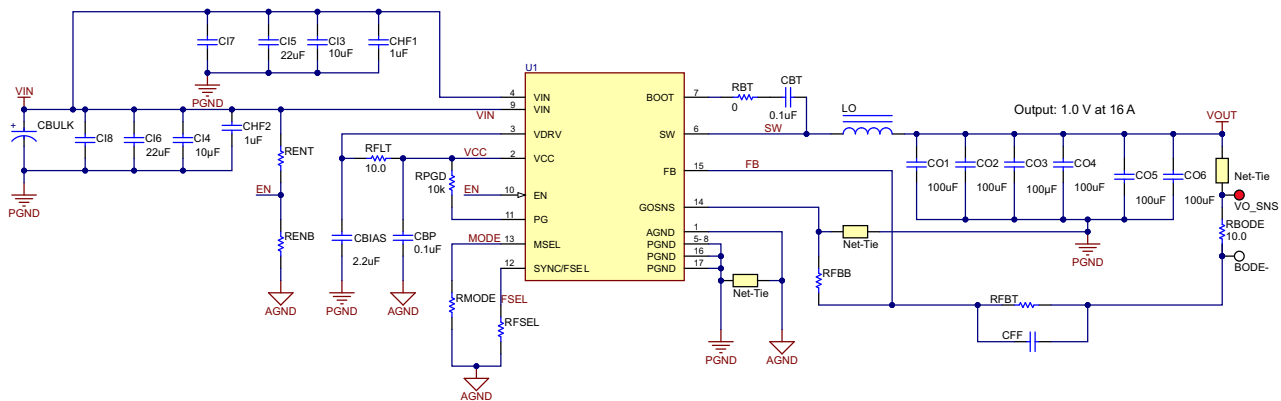 CI7
CI5
22uF
CI3
10uF
CHF1
1uF
PGND
VIN
+
CBULK
CI8
CI6
22uF
CI4
10µF
CHF2
1uF
PGND
RENT
EN
RENB
AGND
VIN
RFLT
10.0
VCC
RPGD
10k
EN
CBIAS
2.2uF
CBP
0.1uF
PGND
AGND
MODE
RMODE
FSEL
RFSEL
AGND
U1
4 VIN
9 VIN
3 VDRV
2 VCC
10 EN
11 PG
13 MSEL
12 SYNC/FSEL
BOOT 7
SW 6
FB 15
GOSNS 14
AGND 1
PGND 5- 8
PGND 16
PGND 17
RBT
0
CBT
0.1uF
SW
FB
LO
Output: 1.0 V at 16 A
VOUT
CO1
100uF
CO2
100uF
CO3
100µF
CO4
100uF
CO5
100uF
CO6
100uF
Net-Tie
VO_SNS
RBODE
10.0
BODE-
PGND
Net-Tie
RFBB
Net-Tie
PGND
AGND
RFBT
CFF